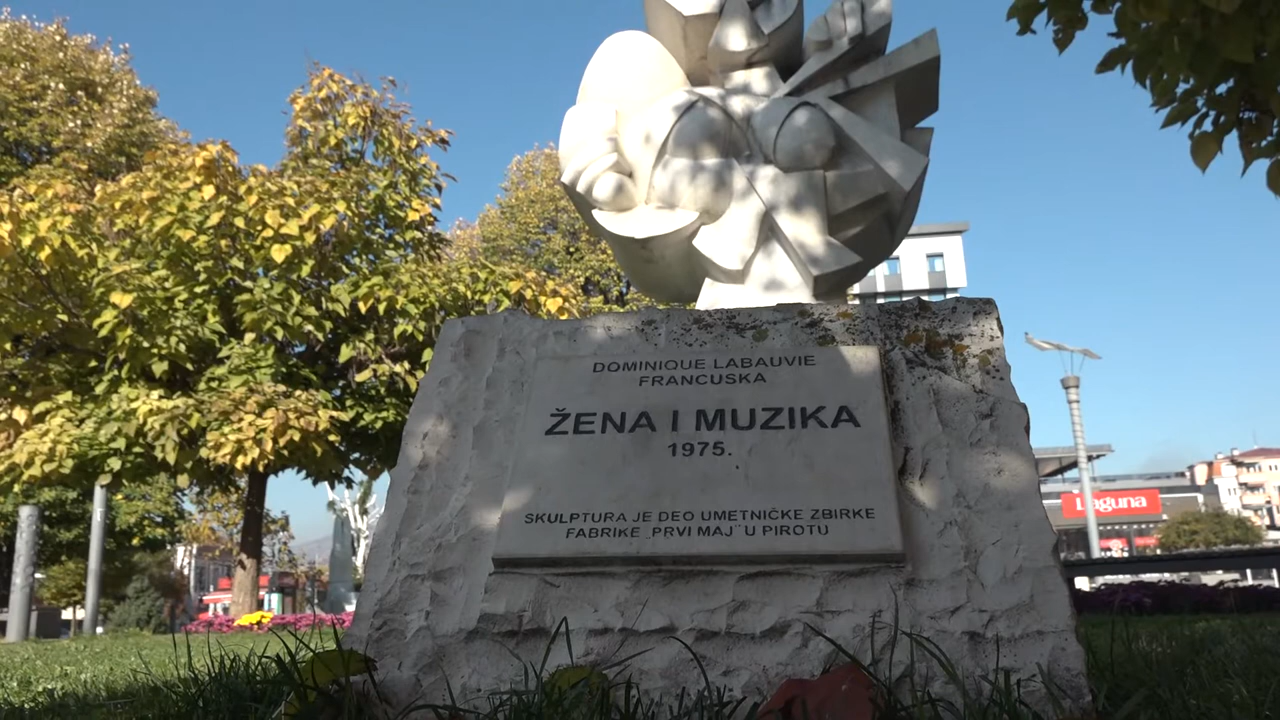 DOMINIQUE LABAUVIE
FRANCUSKA
ŽENA I MUZIKA
1975.
SKULPTURA JE DEO UMETNIČKE ZBIRKE
FABRIKE „PRVI MAJ" U PIROTU
Laguna